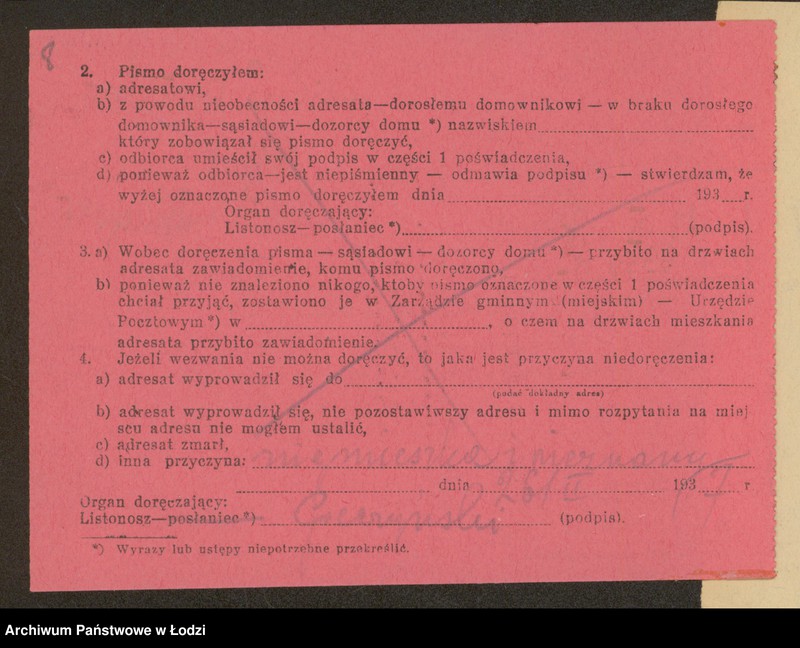 8
2. Pismo doręczyłem:
a) adresatowi,
b) z powodu nieobecności adresata—dorosłemu domownikowi — w braku dorosłego
domownika—sąsiadowi—dozorcy domu *) nazwiskiem
który zobowiązał się pismo doręczyć,
c) odbiorca umieścił swój podpis w części 1 poświadczenia,
d) ponieważ odbiorca—jest niepiśmienny — odmawia podpisu *) — stwierdzam, że
wyżej oznaczone pismo doręczyłem dnia 193 r.
Organ doręczający:
Listonosz—posłaniec *) (podpis).
3. a) Wobec doręczenia pisma — sąsiadowi — dozorcy domu *) — przybito na drzwiach
adresata zawiadomienie, komu pismo doręczono,
b) ponieważ nie znaleziono nikogo, ktoby pismo oznaczone w części 1 poświadczenia
chciał przyjąć, zostawiono je w Zarządzie gminnym (miejskim) — Urzędzie
Pocztowym *) w , o czem na drzwiach mieszkania
adresata przybito zawiadomienie.
4. Jeżeli wezwania nie można doręczyć, to jaka jest przyczyna niedoręczenia:
a) adresat wyprowadził się do
(podać dokładny adres)
b) adresat wyprowadził się, nie pozostawiwszy adresu i mimo rozpytania na miej
scu adresu nie mogłem ustalić,
c) adresat zmarł,
d) inna przyczyna:
dnia 26/II 193 r
Organ doręczający:
Listonosz—posłaniec *) (podpis).
*) Wyrazy lub ustępy niepotrzebne przekreślić.
Archiwum Państwowe w Łodzi